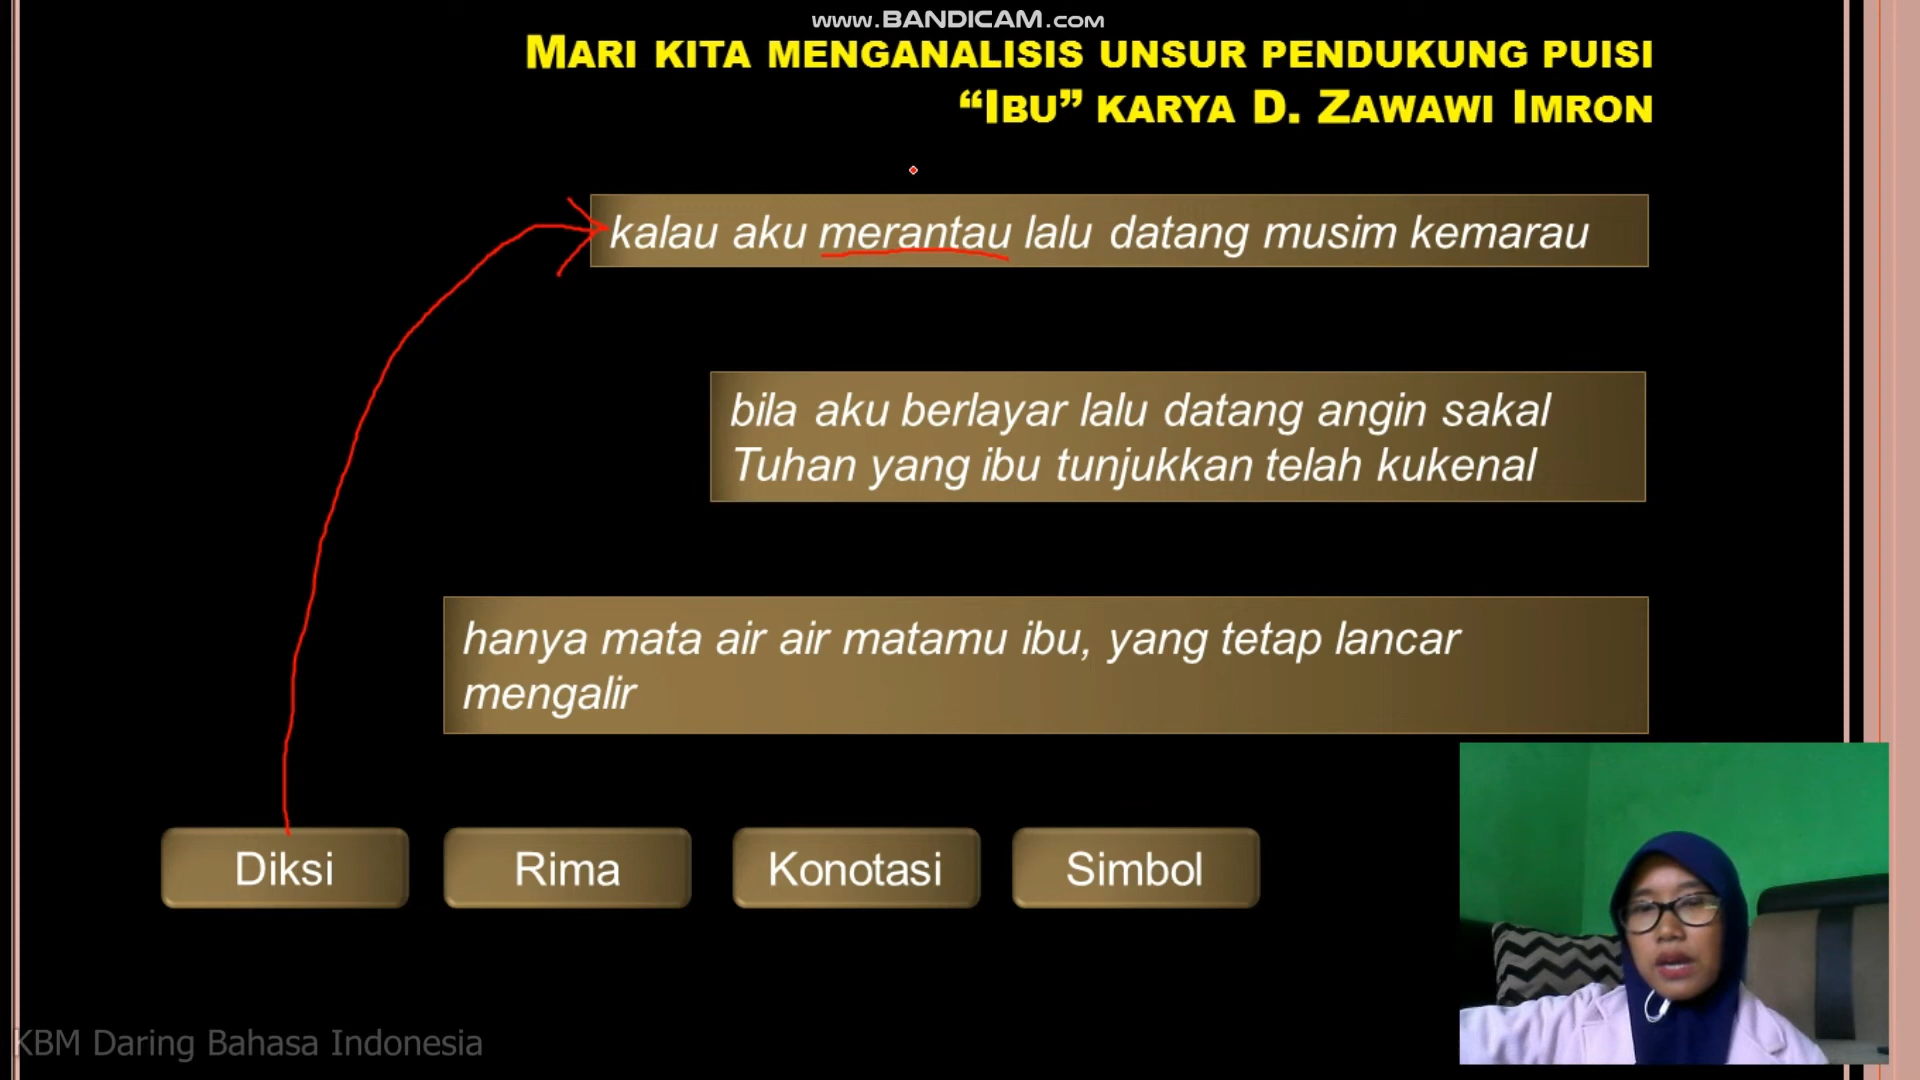 www.BANDICAM.com
MARI KITA MENGANALISIS UNSUR PENDUKUNG PUISI
“IBU” KARYA D. ZAWAWI IMRON
kalau aku merantau lalu datang musim kemarau
bila aku berlayar lalu datang angin sakal
Tuhan yang ibu tunjukkan telah kukenal
hanya mata air air matamu ibu, yang tetap lancar
mengalir
Diksi
Rima
Konotasi
Simbol
KBM Daring Bahasa Indonesia